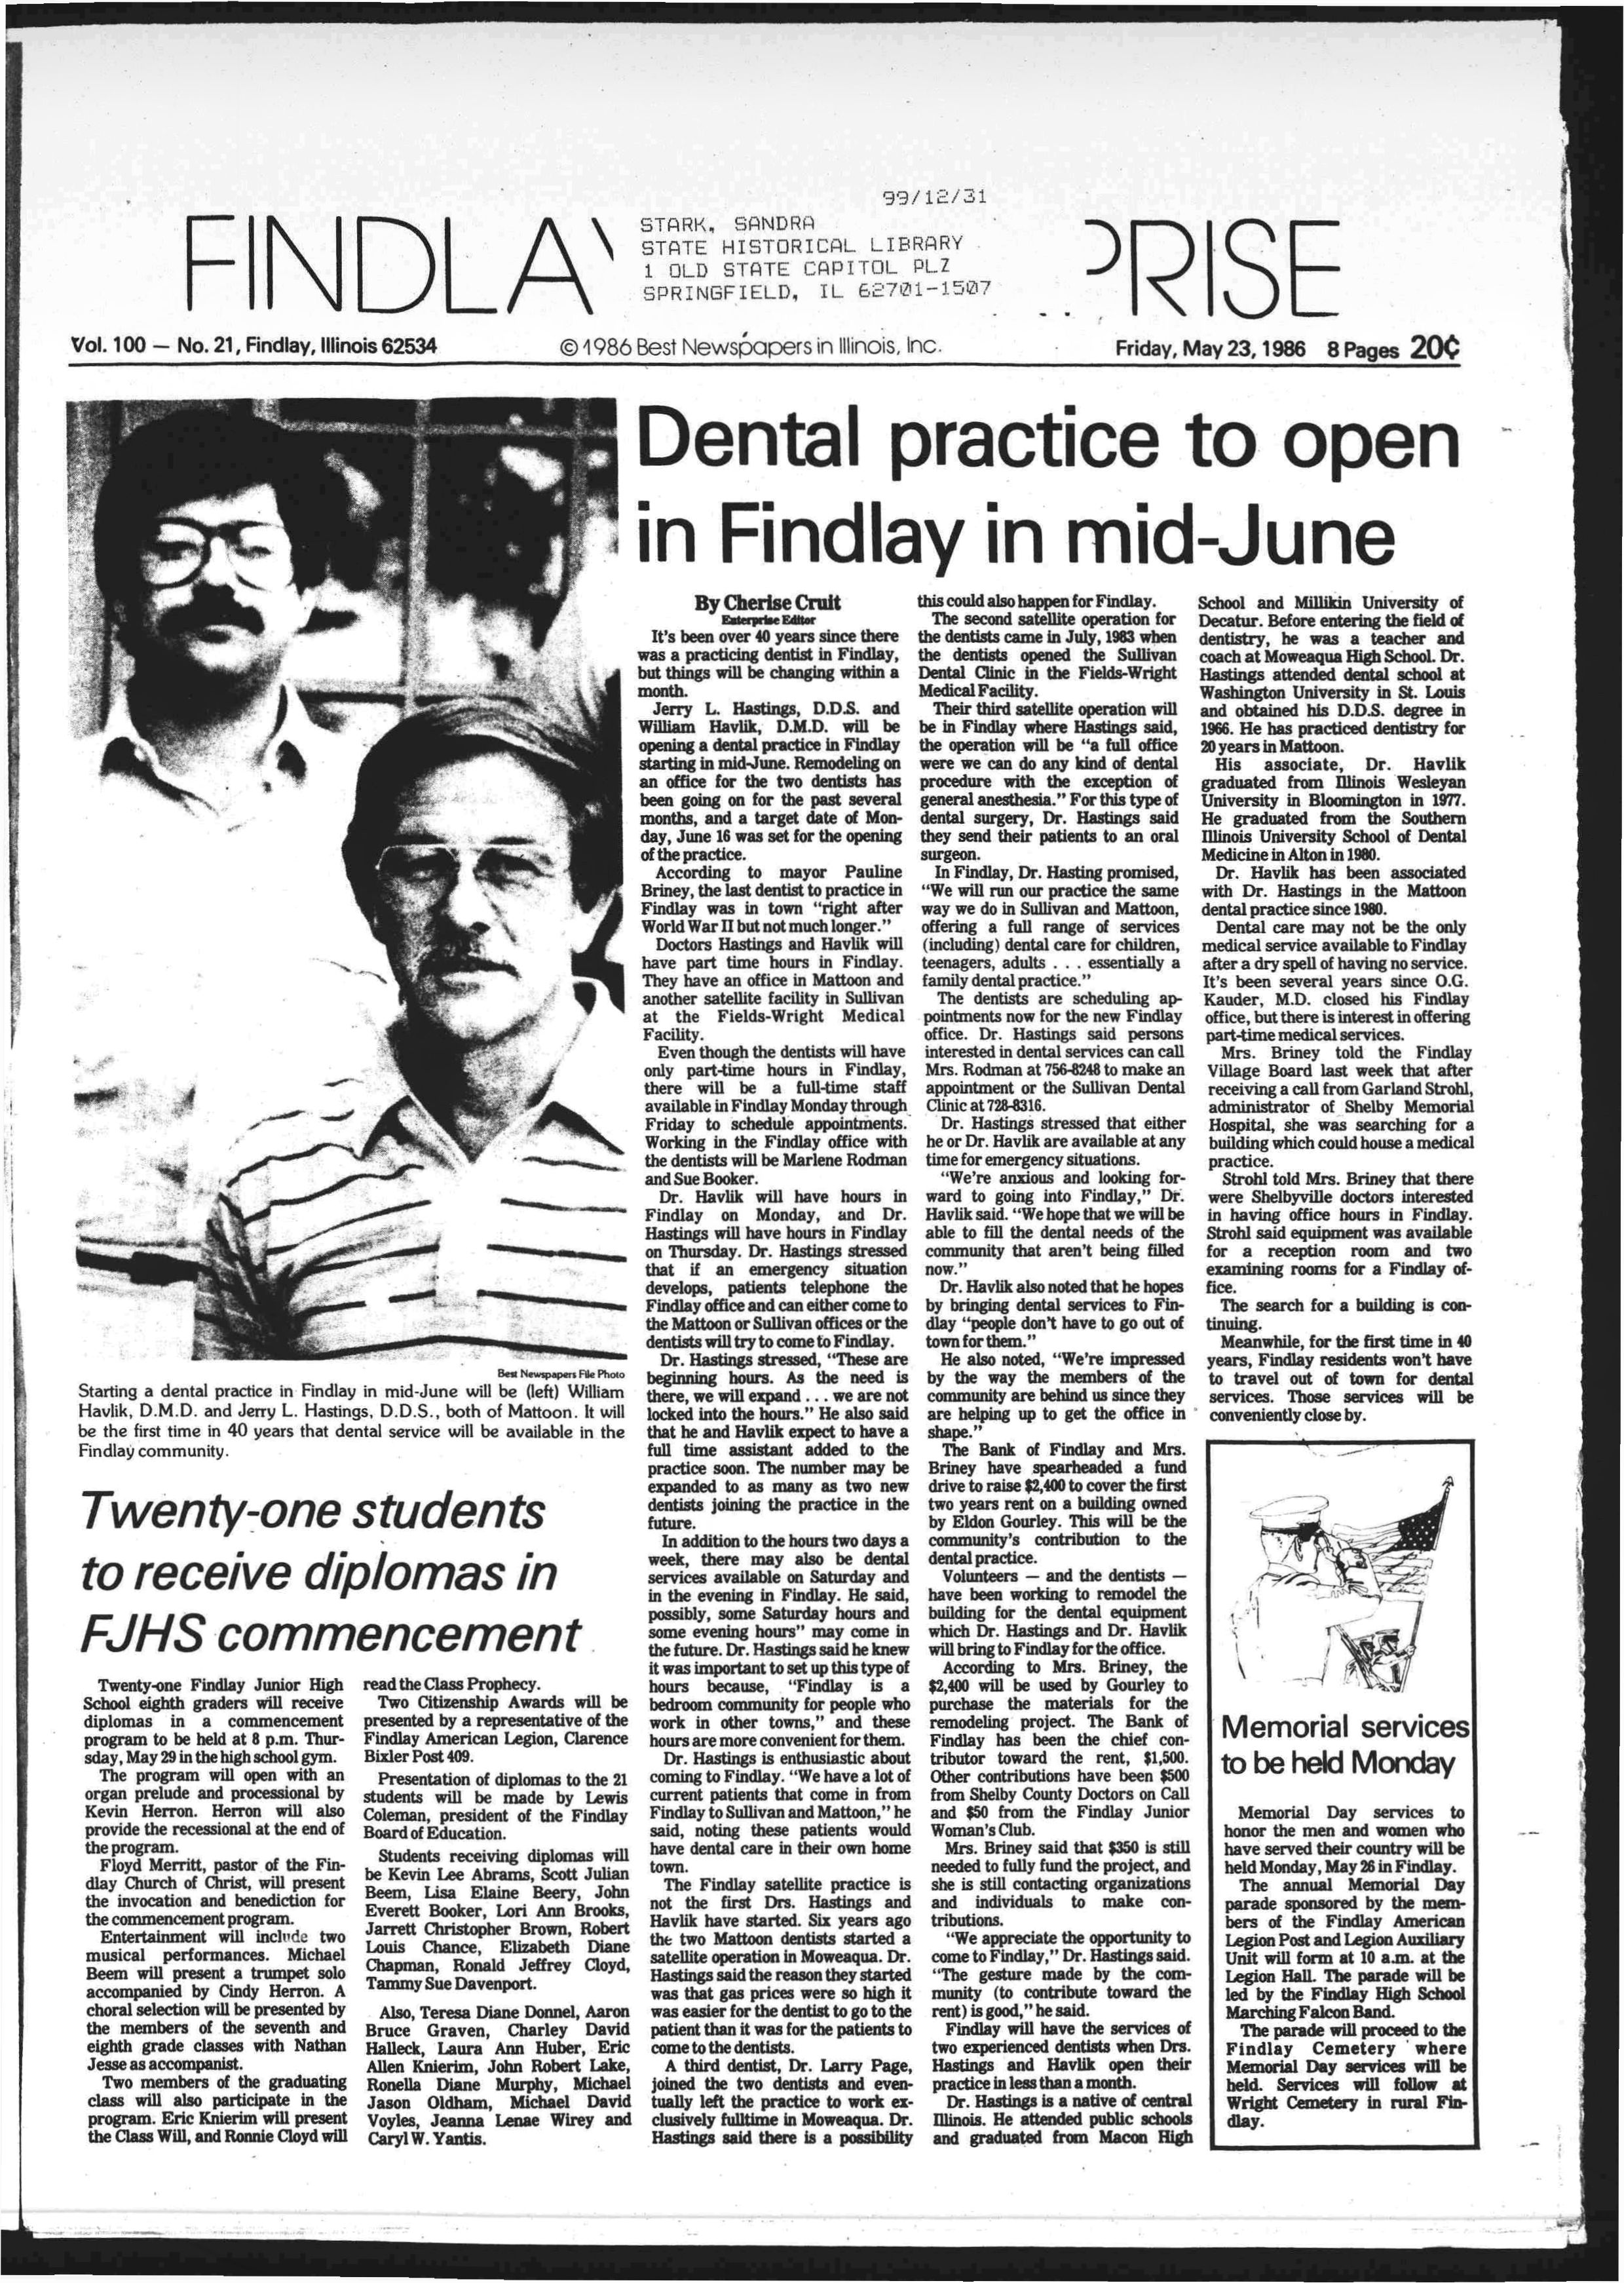 99/12/31
STARK, SANDRA
STATE HISTORICAL LIBRARY
1 OLD STATE CAPITOL PLZ
SPRINGFIELD, IL 62701-1507
FINDLAY PRISE
Vol. 100 — No. 21, Findlay, Illinois 62534
© 1986 Best Newspapers in Illinois, Inc.
Friday, May 23, 1986 8 Pages 20¢
Dental practice to open
in Findlay in mid-June
Best Newspapers File Photo
Starting a dental practice in Findlay in mid-June will be (left) William
Havlik, D.M.D. and Jerry L. Hastings, D.D.S., both of Mattoon. It will
be the first time in 40 years that dental service will be available in the
Findlay community.
By Cherise Cruit
Enterprise Editor
It's been over 40 years since there
was a practicing dentist in Findlay,
but things will be changing within a
month.
Jerry L. Hastings, D.D.S. and
William Havlik, D.M.D. will be
opening a dental practice in Findlay
starting in mid-June. Remodeling on
an office for the two dentists has
been going on for the past several
months, and a target date of Mon-
day, June 16 was set for the opening
of the practice.
According to mayor Pauline
Briney, the last dentist to practice in
Findlay was in town "right after
World War II but not much longer."
Doctors Hastings and Havlik will
have part time hours in Findlay.
They have an office in Mattoon and
another satellite facility in Sullivan
at the Fields-Wright Medical
Facility.
Even though the dentists will have
only part-time hours in Findlay,
there will be a full-time staff
available in Findlay Monday through
Friday to schedule appointments.
Working in the Findlay office with
the dentists will be Marlene Rodman
and Sue Booker.
Dr. Havlik will have hours in
Findlay on Monday, and Dr.
Hastings will have hours in Findlay
on Thursday. Dr. Hastings stressed
that if an emergency situation
develops, patients telephone the
Findlay office and can either come to
the Mattoon or Sullivan offices or the
dentists will try to come to Findlay.
Dr. Hastings stressed, "These are
beginning hours. As the need is
there, we will expand . . . we are not
locked into the hours." He also said
that he and Havlik expect to have a
full time assistant added to the
practice soon. The number may be
expanded to as many as two new
dentists joining the practice in the
future.
In addition to the hours two days a
week, there may also be dental
services available on Saturday and
in the evening in Findlay. He said,
possibly, some Saturday hours and
some evening hours" may come in
the future. Dr. Hastings said he knew
it was important to set up this type of
hours because, "Findlay is a
bedroom community for people who
work in other towns," and these
hours are more convenient for them.
Dr. Hastings is enthusiastic about
coming to Findlay. "We have a lot of
current patients that come in from
Findlay to Sullivan and Mattoon," he
said, noting these patients would
have dental care in their own home
town.
The Findlay satellite practice is
not the first Drs. Hastings and
Havlik have started. Six years ago
the two Mattoon dentists started a
satellite operation in Moweaqua. Dr.
Hastings said the reason they started
was that gas prices were so high it
was easier for the dentist to go to the
patient than it was for the patients to
come to the dentists.
A third dentist, Dr. Larry Page,
joined the two dentists and even-
tually left the practice to work ex-
clusively fulltime in Moweaqua. Dr.
Hastings said there is a possibility
this could also happen for Findlay.
The second satellite operation for
the dentists came in July, 1983 when
the dentists opened the Sullivan
Dental Clinic in the Fields-Wright
Medical Facility.
Their third satellite operation will
be in Findlay where Hastings said,
the operation will be "a full office
were we can do any kind of dental
procedure with the exception of
general anesthesia." For this type of
dental surgery, Dr. Hastings said
they send their patients to an oral
surgeon.
In Findlay, Dr. Hasting promised,
"We will run our practice the same
way we do in Sullivan and Mattoon,
offering a full range of services
(including) dental care for children,
teenagers, adults . . . essentially a
family dental practice."
The dentists are scheduling ap-
pointments now for the new Findlay
office. Dr. Hastings said persons
interested in dental services can call
Mrs. Rodman at 756-8248 to make an
appointment or the Sullivan Dental
Clinic at 728-8316.
Dr. Hastings stressed that either
he or Dr. Havlik are available at any
time for emergency situations.
"We're anxious and looking for-
ward to going into Findlay," Dr.
Havlik said. "We hope that we will be
able to fill the dental needs of the
community that aren't being filled
now."
Dr. Havlik also noted that he hopes
by bringing dental services to Fin-
dlay "people don't have to go out of
town for them."
He also noted, "We're impressed
by the way the members of the
community are behind us since they
are helping up to get the office in
shape."
The Bank of Findlay and Mrs.
Briney have spearheaded a fund
drive to raise $2,400 to cover the first
two years rent on a building owned
by Eldon Gourley. This will be the
community's contribution to the
dental practice.
Volunteers — and the dentists —
have been working to remodel the
building for the dental equipment
which Dr. Hastings and Dr. Havlik
will bring to Findlay for the office.
According to Mrs. Briney, the
$2,400 will be used by Gourley to
purchase the materials for the
remodeling project. The Bank of
Findlay has been the chief con-
tributor toward the rent, $1,500.
Other contributions have been $500
from Shelby County Doctors on Call
and $50 from the Findlay Junior
Woman's Club.
Mrs. Briney said that $350 is still
needed to fully fund the project, and
she is still contacting organizations
and individuals to make con-
tributions.
"We appreciate the opportunity to
come to Findlay," Dr. Hastings said.
"The gesture made by the com-
munity (to contribute toward the
rent) is good," he said.
Findlay will have the services of
two experienced dentists when Drs.
Hastings and Havlik open their
practice in less than a month.
Dr. Hastings is a native of central
Illinois. He attended public schools
and graduated from Macon High
School and Millikin University of
Decatur. Before entering the field of
dentistry, he was a teacher and
coach at Moweaqua High School. Dr.
Hastings attended dental school at
Washington University in St. Louis
and obtained his D.D.S. degree in
1966. He has practiced dentistry for
20 years in Mattoon.
His associate, Dr. Havlik
graduated from Illinois Wesleyan
University in Bloomington in 1977.
He graduated from the Southern
Illinois University School of Dental
Medicine in Alton in 1980.
Dr. Havlik has been associated
with Dr. Hastings in the Mattoon
dental practice since 1980.
Dental care may not be the only
medical service available to Findlay
after a dry spell of having no service.
It's been several years since O.G.
Kauder, M.D. closed his Findlay
office, but there is interest in offering
part-time medical services.
Mrs. Briney told the Findlay
Village Board last week that after
receiving a call from Garland Strohl,
administrator of Shelby Memorial
Hospital, she was searching for a
building which could house a medical
practice.
Strohl told Mrs. Briney that there
were Shelbyville doctors interested
in having office hours in Findlay.
Strohl said equipment was available
for a reception room and two
examining rooms for a Findlay of-
fice.
The search for a building is con-
tinuing.
Meanwhile, for the first time in 40
years, Findlay residents won't have
to travel out of town for dental
services. Those services will be
conveniently close by.
Twenty-one students
to receive diplomas in
FJHS commencement
Twenty-one Findlay Junior High
School eighth graders will receive
diplomas in a commencement
program to be held at 8 p.m. Thur-
sday, May 29 in the high school gym.
The program will open with an
organ prelude and processional by
Kevin Herron. Herron will also
provide the recessional at the end of
the program.
Floyd Merritt, pastor of the Fin-
dlay Church of Christ, will present
the invocation and benediction for
the commencement program.
Entertainment will include two
musical performances. Michael
Beem will present a trumpet solo
accompanied by Cindy Herron. A
choral selection will be presented by
the members of the seventh and
eighth grade classes with Nathan
Jesse as accompanist.
Two members of the graduating
class will also participate in the
program. Eric Knierim will present
the Class Will, and Ronnie Cloyd will
read the Class Prophecy.
Two Citizenship Awards will be
presented by a representative of the
Findlay American Legion, Clarence
Bixler Post 409.
Presentation of diplomas to the 21
students will be made by Lewis
Coleman, president of the Findlay
Board of Education.
Students receiving diplomas will
be Kevin Lee Abrams, Scott Julian
Beem, Lisa Elaine Beery, John
Everett Booker, Lori Ann Brooks,
Jarrett Christopher Brown, Robert
Louis Chance, Elizabeth Diane
Chapman, Ronald Jeffrey Cloyd,
Tammy Sue Davenport.
Also, Teresa Diane Donnel, Aaron
Bruce Graven, Charley David
Halleck, Laura Ann Huber, Eric
Allen Knierim, John Robert Lake,
Ronella Diane Murphy, Michael
Jason Oldham, Michael David
Voyles, Jeanna Lenae Wirey and
Caryl W. Yantis.
Memorial services
to be held Monday
Memorial Day services to
honor the men and women who
have served their country will be
held Monday, May 26 in Findlay.
The annual Memorial Day
parade sponsored by the mem-
bers of the Findlay American
Legion Post and Legion Auxiliary
Unit will form at 10 a.m. at the
Legion Hall. The parade will be
led by the Findlay High School
Marching Falcon Band.
The parade will proceed to the
Findlay Cemetery where
Memorial Day services will be
held. Services will follow at
Wright Cemetery in rural Fin-
dlay.